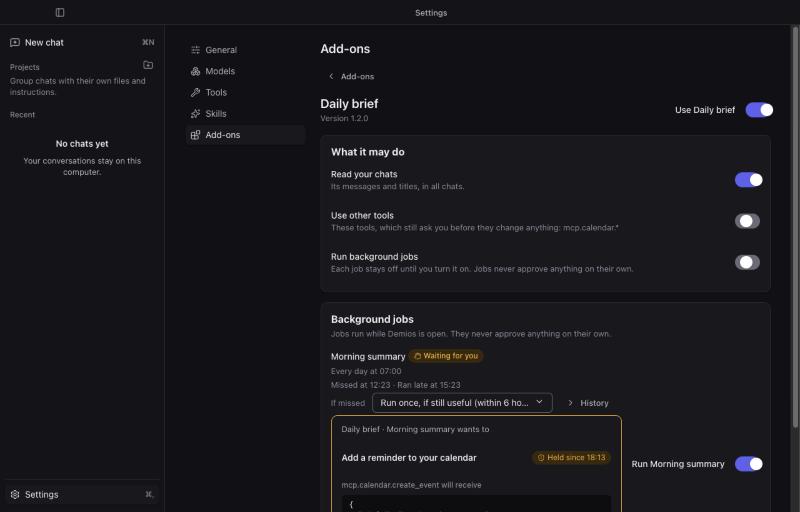 Settings
New chat
⌘N
Projects
Group chats with their own files and
instructions.
Recent
No chats yet
Your conversations stay on this
computer.
Settings
⌘,
General
Models
Tools
Skills
Add-ons
Add-ons
Add-ons
Daily brief
Version 1.2.0
Use Daily brief
What it may do
Read your chats
Its messages and titles, in all chats.
Use other tools
These tools, which still ask you before they change anything: mcp.calendar.*
Run background jobs
Each job stays off until you turn it on. Jobs never approve anything on their own.
Background jobs
Jobs run while Demios is open. They never approve anything on their own.
Morning summary
Waiting for you
Every day at 07:00
Missed at 12:23 · Ran late at 15:23
If missed
Run once, if still useful (within 6 ho...
History
Daily brief · Morning summary wants to
Add a reminder to your calendar
Held since 18:13
mcp.calendar.create_event will receive
{
Run Morning summary